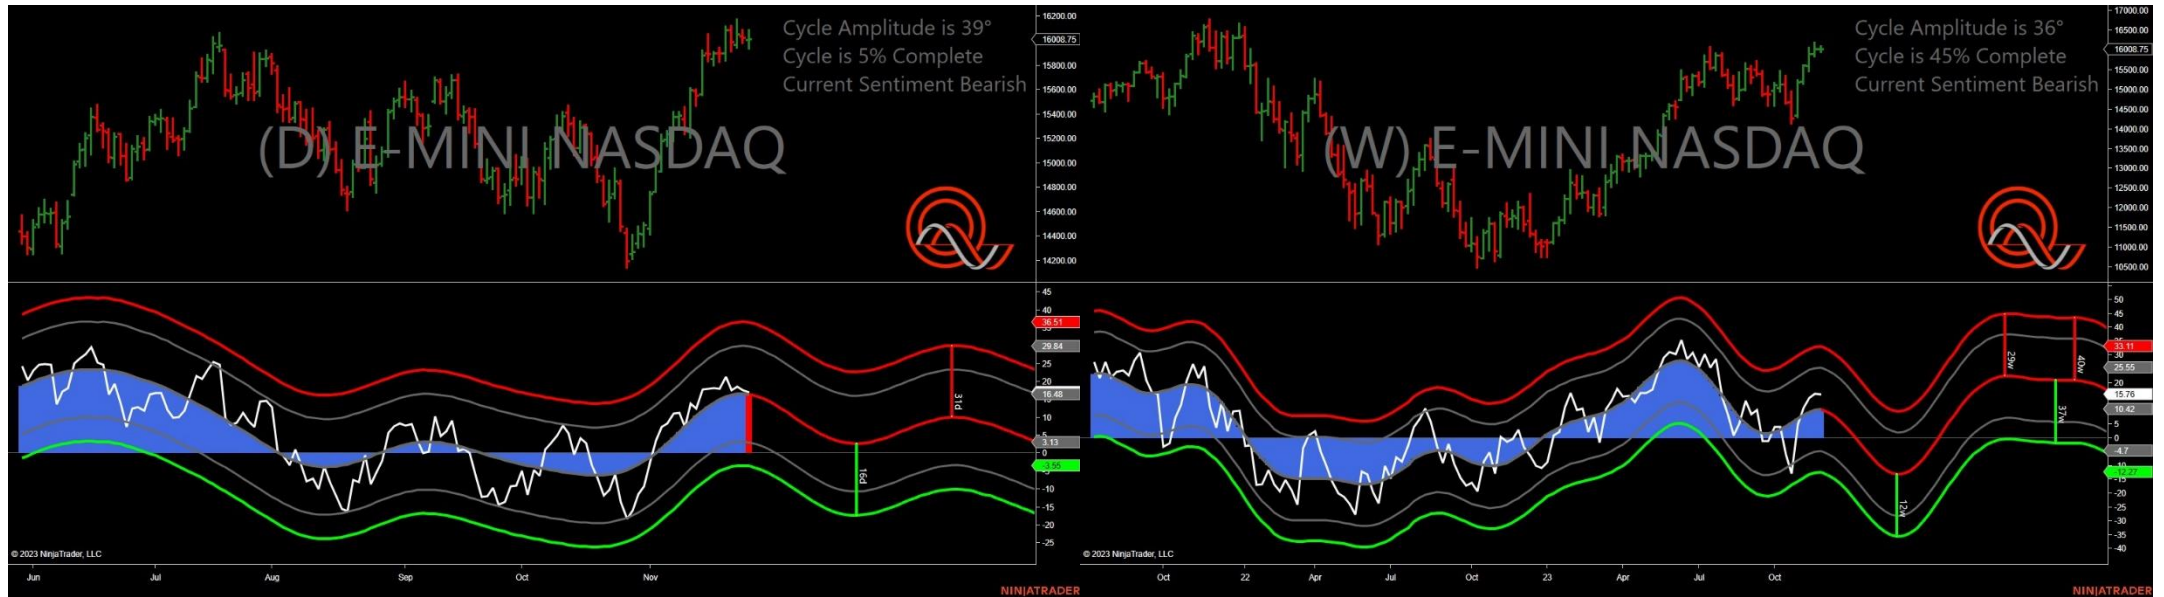 Cycle Amplitude is 39°
Cycle is 5% Complete
Current Sentiment Bearish
(D) E-MINI NASDAQ
16200.00
16008.75
15800.00
15600.00
15400.00
15200.00
15000.00
14800.00
14600.00
14400.00
14200.00
45
40
36.51
29.84
25
20
16.48
10
5
3.13
0
-3.55
-10
-15
-20
-25
31d
16d
© 2023 NinjaTrader, LLC
Jun
Jul
Aug
Sep
Oct
Nov
NINJATRADER
Cycle Amplitude is 36°
Cycle is 45% Complete
Current Sentiment Bearish
(W) E-MINI NASDAQ
17000.00
16500.00
16008.75
15500.00
15000.00
14500.00
14000.00
13000.00
12500.00
12000.00
11500.00
11000.00
10500.00
50
45
40
33.11
30
25.55
20
15.76
10.42
5
0
-4.7
-12.27
-15
-20
-25
-30
-35
-40
29w
40w
37w
12w
© 2023 NinjaTrader, LLC
Oct
22
Apr
Jul
Oct
23
Apr
Jul
Oct
NINJATRADER